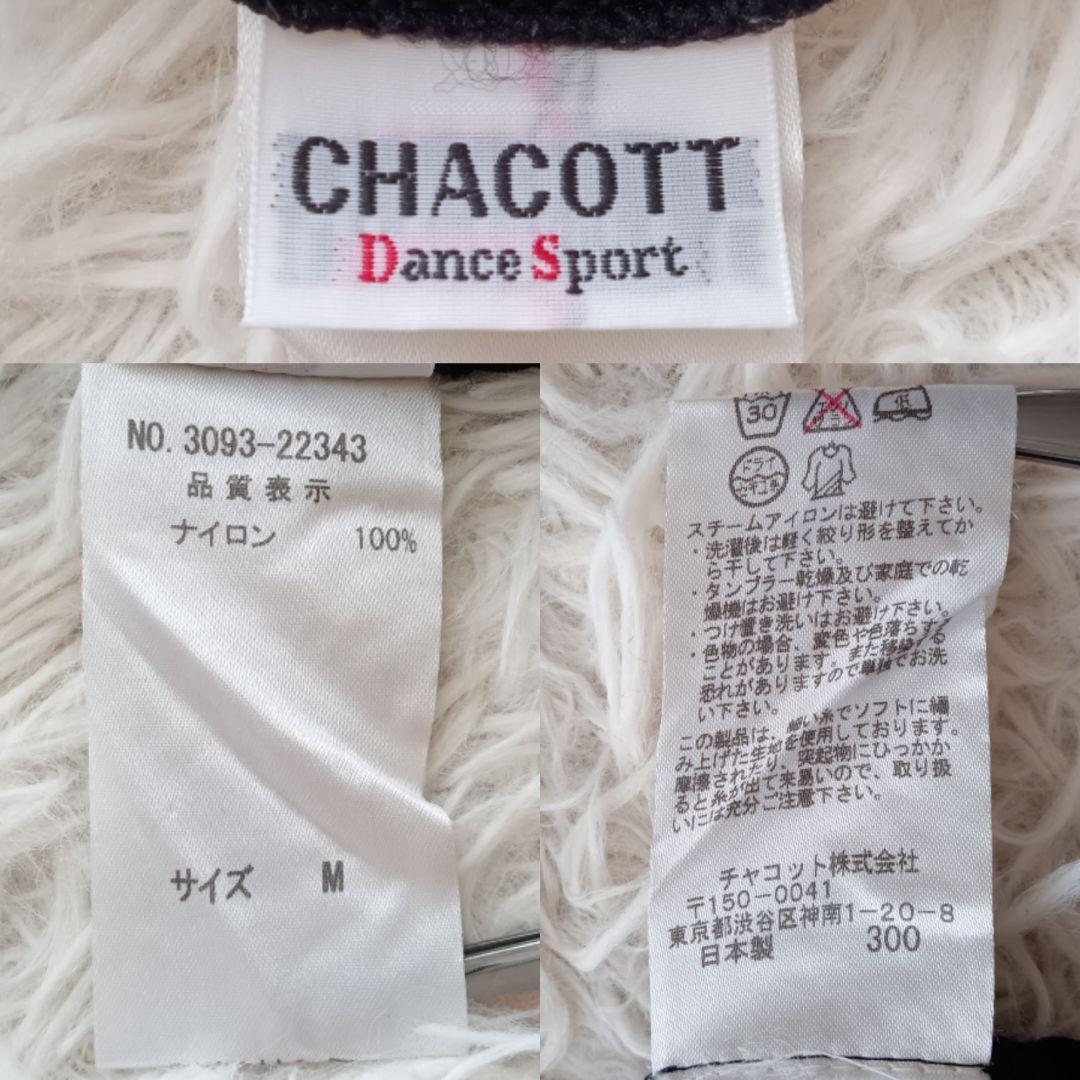 CHACOTT
Dance Sport
NO. 3093-22343
品質表示
ナイロン 100%
サイズ M
30
ドライ
スチームアイロンは避けて下さい。
・洗濯後は軽く絞り形を整えてか
ら干して下さい。
・タンブラー乾燥及び家庭での乾
燥機はお避け下さい。
・つけ置き洗いはお避け下さい。
・色物の場合、変色や色落ちする
ことがあります。また移染する
恐れがありますので単独でお洗
い下さい。
この製品は、細い糸でソフトに編
み上げた生地を使用しております。
摩擦されたり、突起物にひっかか
ると糸が出て来易いので、取り扱
いには充分ご注意下さい。
チャコット株式会社
〒150-0041
東京都渋谷区神南1-20-8
日本製 300